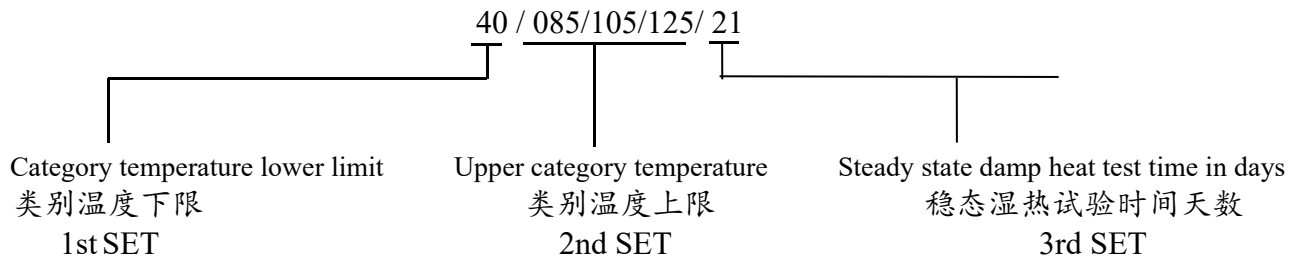 40 / 085/105/125/ 21
Category temperature lower limit Upper category temperature Steady state damp heat test time in days
类别温度下限 类别温度上限 稳态湿热试验时间天数
1st SET 2nd SET 3rd SET